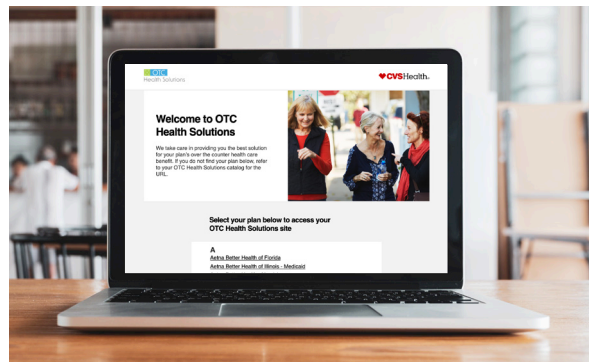 OTC
Health Solutions
CVSHealth.
Welcome to OTC
Health Solutions
We take care in providing you the best solution
for your plan's over the counter health care
benefit. If you do not find your plan below, refer
to your OTC Health Solutions catalog for the
URL.
Select your plan below to access your
OTC Health Solutions site
A
Aetna Better Health of Florida
Aetna Better Health of Illinois - Medicaid